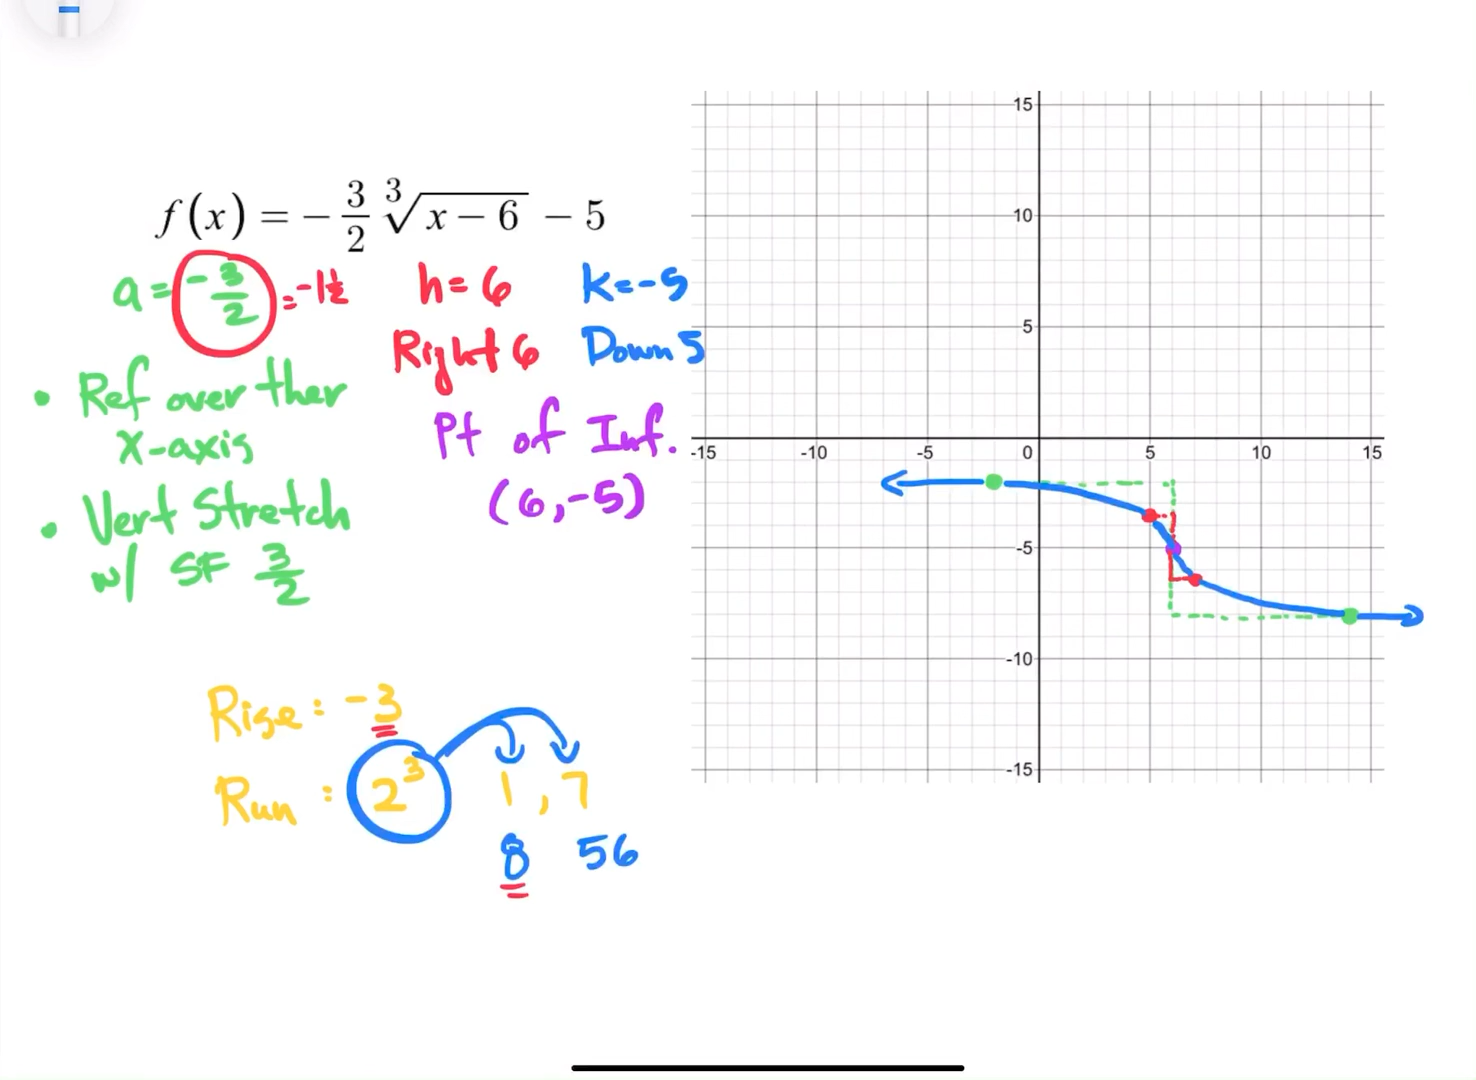 f(x) = −3/2 ∛(x − 6) − 5
a = -3/2 = -1½
h = 6
k = -5
Right 6
Down 5
• Ref over ther
x-axis
Pt of Inf.
(6,-5)
• Vert Stretch
w/ SF 3/2
Rise: -3
Run: 2³ 1, 7
8 56
15
10
5
-15 -10 -5 0 5 10 15
-5
-10
-15